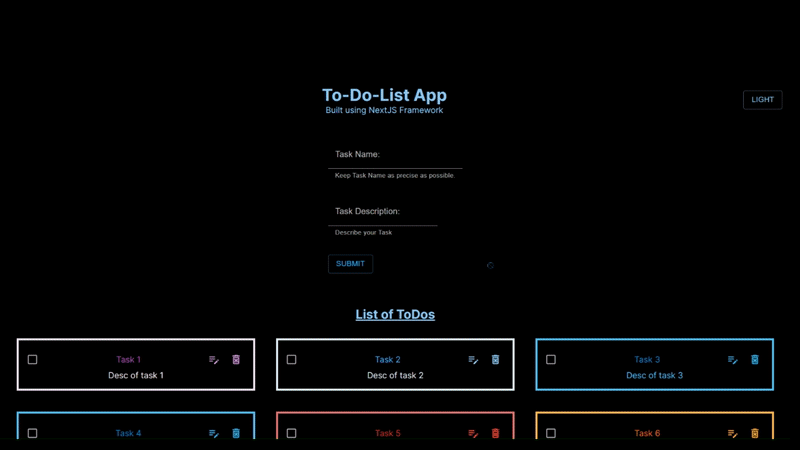 To-Do-List App
Built using NextJS Framework
LIGHT
Task Name:
Keep Task Name as precise as possible
Task Description:
Describe your Task
SUBMIT
List of ToDos
Task 1
Desc of task 1
Task 2
Desc of task 2
Task 3
Desc of task 3
Task 4
Task 5
Task 6